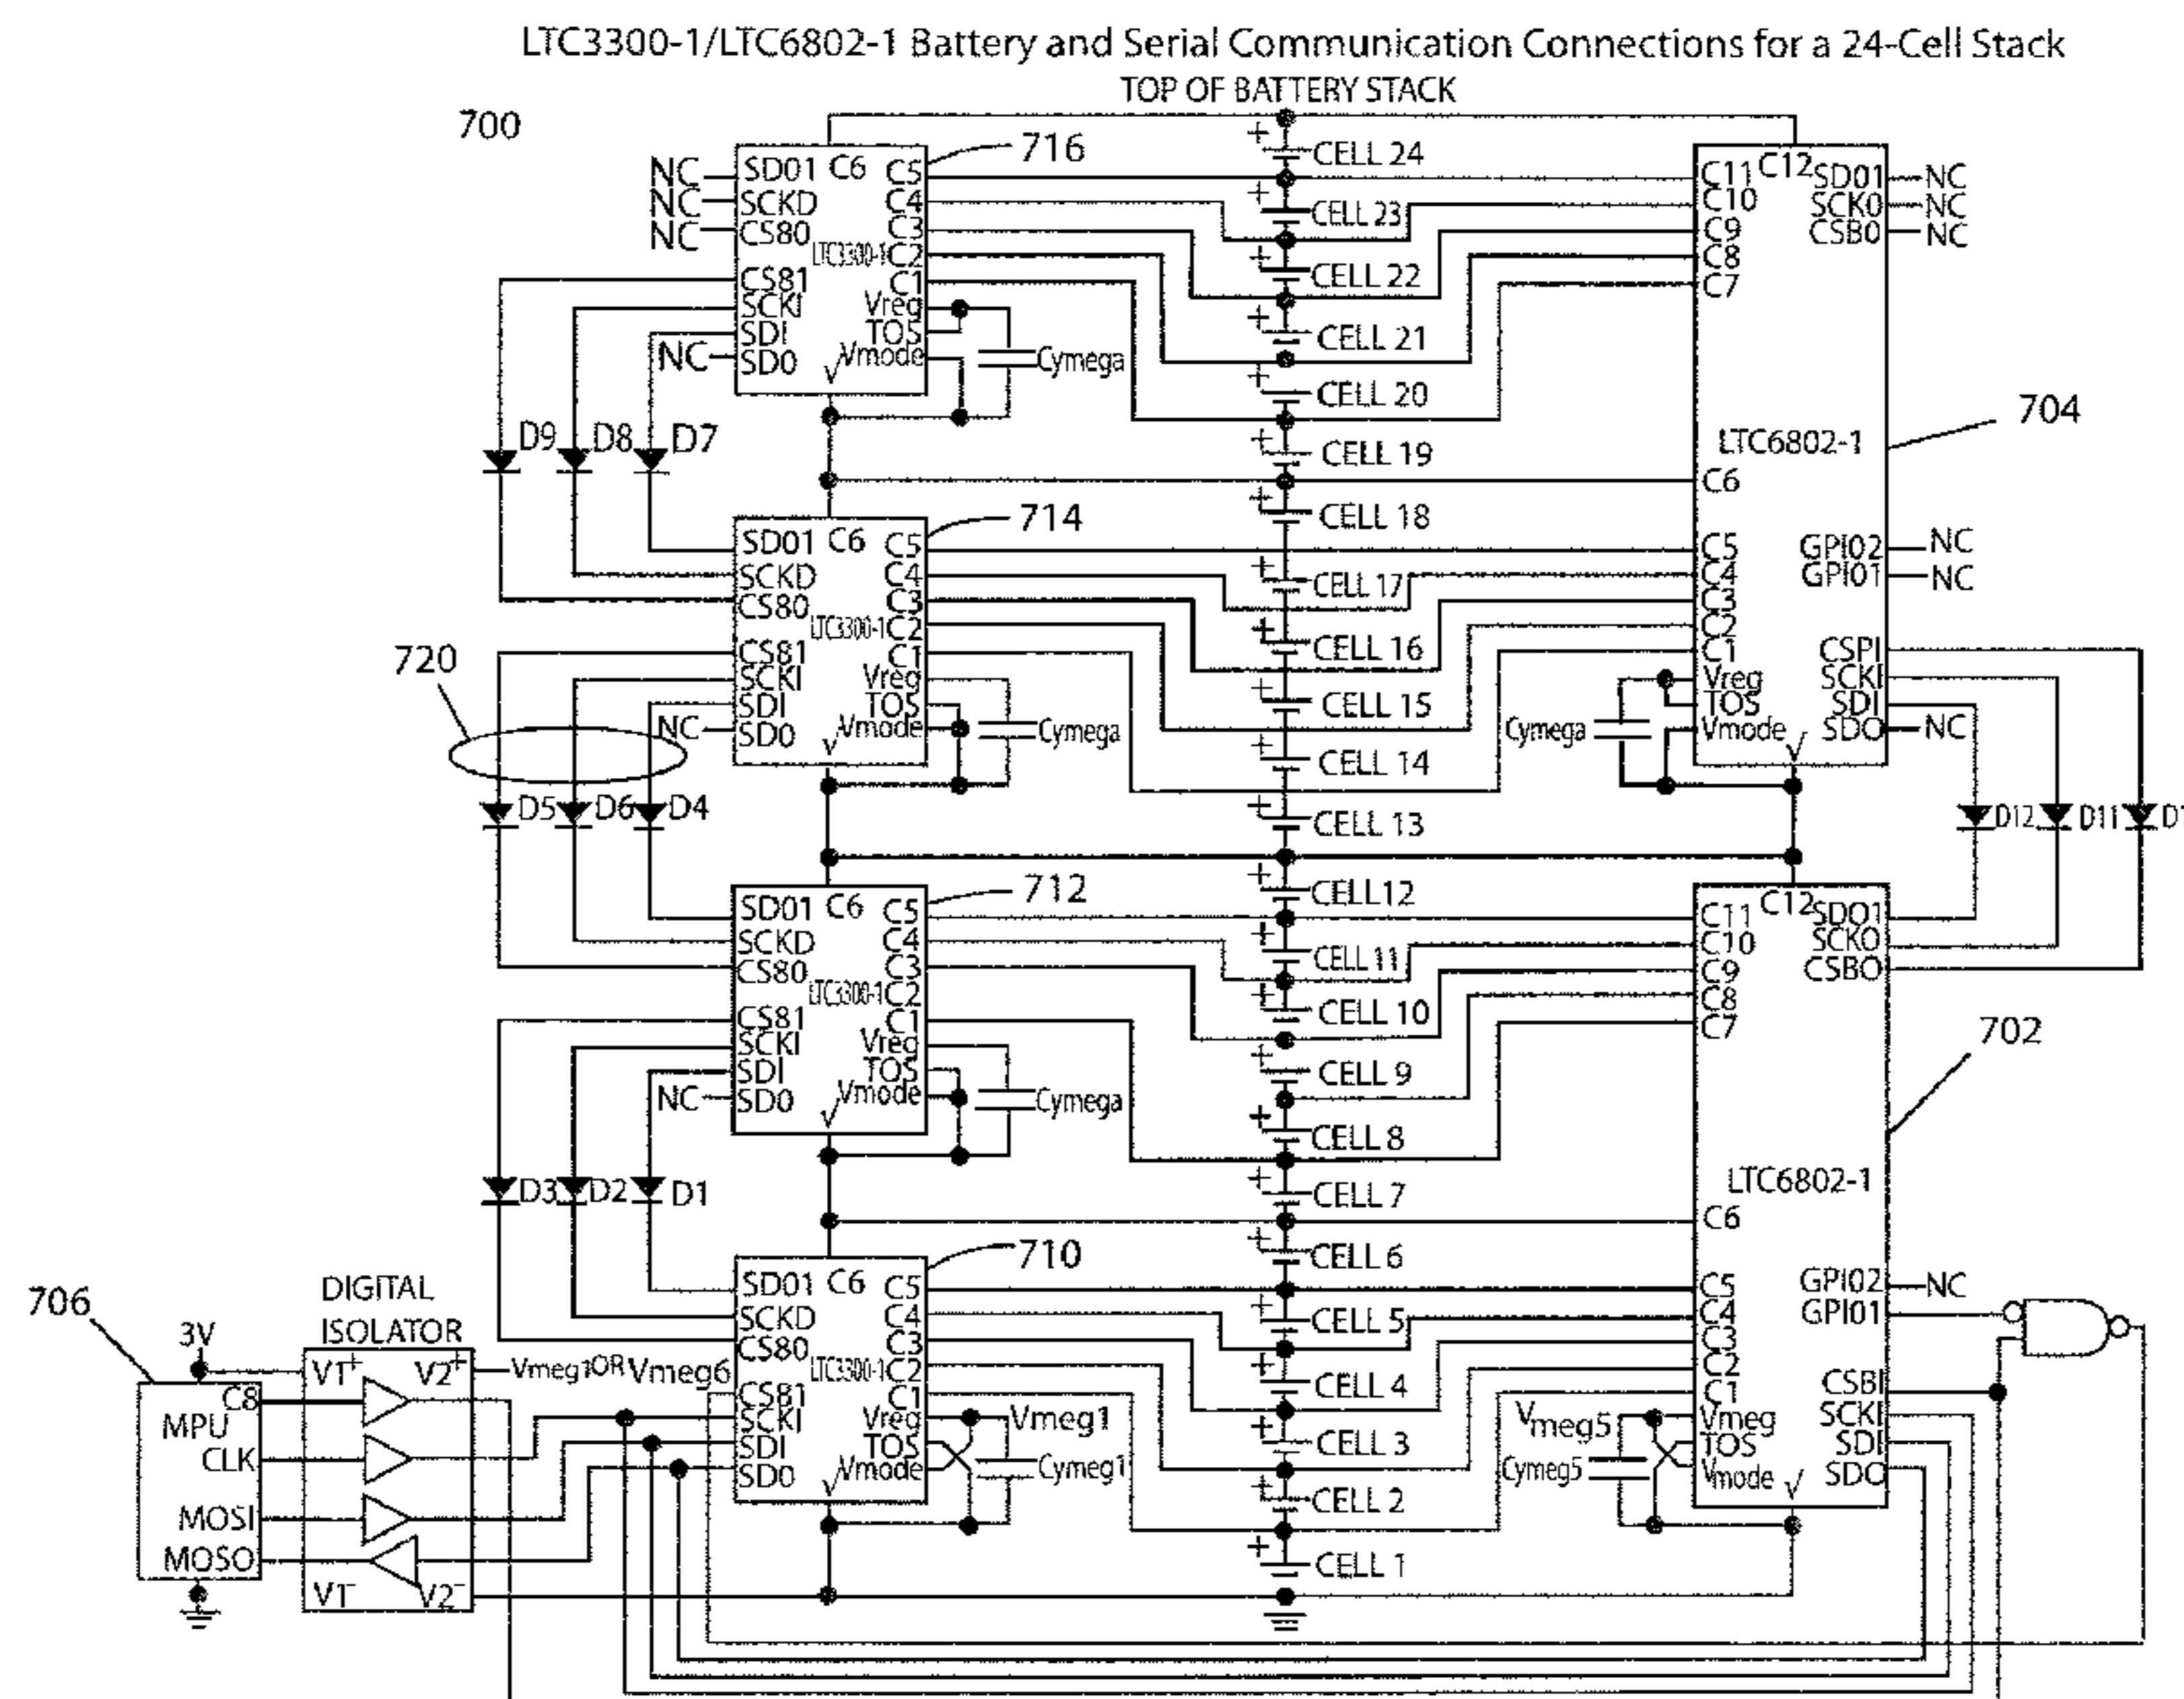 LTC3300-1/LTC6802-1 Battery and Serial Communication Connections for a 24-Cell Stack
TOP OF BATTERY STACK
700
716
NC SD01 C6 C5
NC SCKD C4
NC CS80 C3
LTC3300-1 C2
CS81 C1
SCKI Vreg
SDI TOS
NC SD0 Vmode
√
Cymega
D9 D8 D7
714
SD01 C6 C5
SCKD C4
CS80 C3
LTC3300-1 C2
CS81 C1
SCKI Vreg
SDI TOS
NC SD0 Vmode
√
Cymega
720
D5 D6 D4
712
SD01 C6 C5
SCKD C4
CS80 C3
LTC3300-1 C2
CS81 C1
SCKI Vreg
SDI TOS
NC SD0 Vmode
√
Cymega
D3 D2 D1
710
SD01 C6 C5
SCKD C4
CS80 C3
LTC3300-1 C2
CS81 C1
SCKI Vreg
SDI TOS
SD0 Vmode
√
Vmeg1
Cymeg1
706
3V
C8
MPU
CLK
MOSI
MOSO
DIGITAL
ISOLATOR
V1+ V2+
Vmeg1 OR Vmeg6
V1- V2-
+ CELL 24
+ CELL 23
+ CELL 22
+ CELL 21
+ CELL 20
+ CELL 19
+ CELL 18
+ CELL 17
+ CELL 16
+ CELL 15
+ CELL 14
+ CELL 13
+ CELL12
+ CELL 11
+ CELL 10
+ CELL 9
+ CELL 8
+ CELL 7
+ CELL 6
+ CELL 5
+ CELL 4
+ CELL 3
+ CELL 2
+ CELL 1
C11 C12 SD01 NC
C10 SCK0 NC
C9 CSB0 NC
C8
C7
704
LTC6802-1
C6
C5 GPI02 NC
C4 GPI01 NC
C3
C2
C1 CSPI
Vreg SCKI
TOS SDI
Vmode SDO NC
√
Cymega
D12 D11
C12
C11 SDO1
C10 SCKO
C9 CSBO
C8
C7
702
LTC6802-1
C6
C5 GPI02 NC
C4 GPI01
C3
C2
C1 CSBI
Vmeg SCKI
TOS SDI
Vmode SDO
√
Vmeg5
Cymeg5